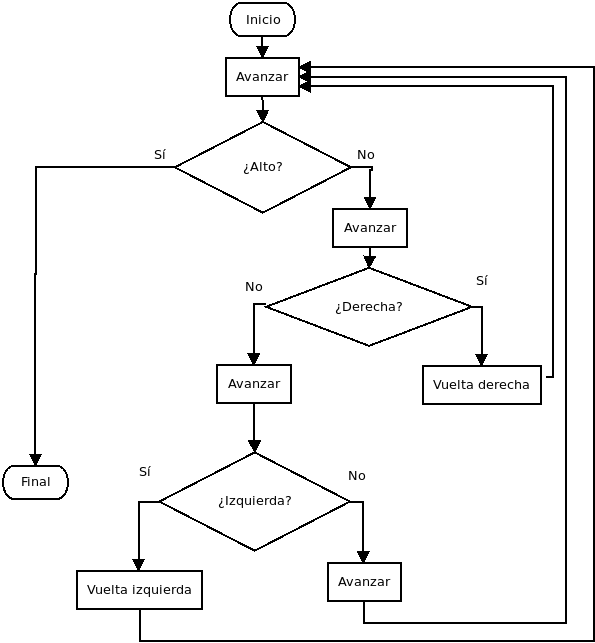 Inicio
Avanzar
¿Alto?
Sí
No
Avanzar
¿Derecha?
No
Sí
Avanzar
Vuelta derecha
Final
¿Izquierda?
Sí
No
Vuelta izquierda
Avanzar